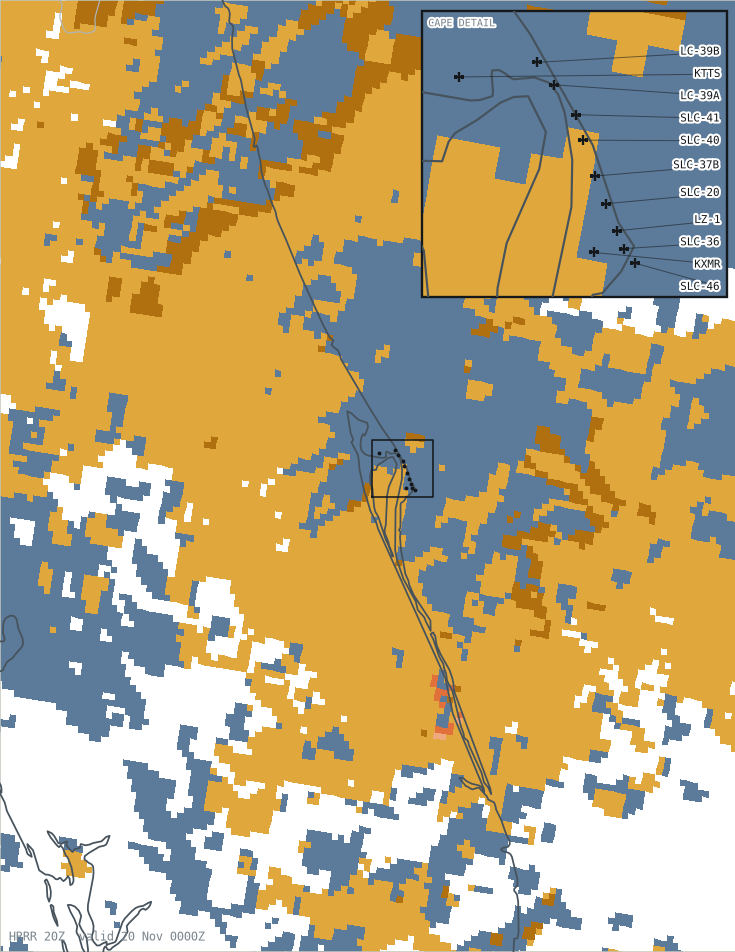 CAPE DETAIL
LC-39B
KTTS
LC-39A
SLC-41
SLC-40
SLC-37B
SLC-20
LZ-1
SLC-36
KXMR
SLC-46
HRRR 20Z  valid 20 Nov 0000Z